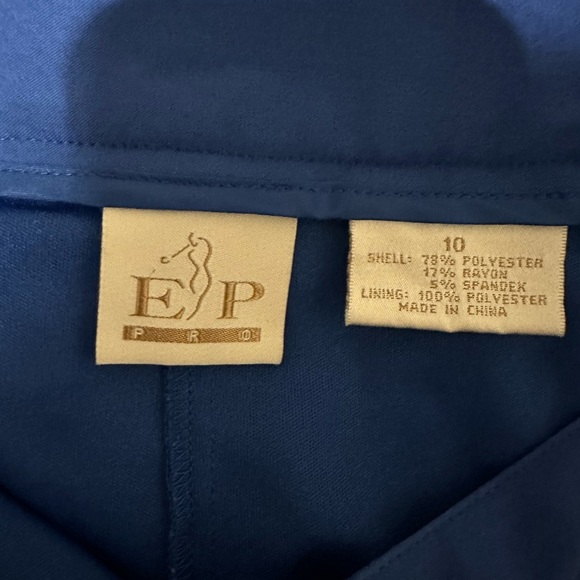 EP
PRO
10
SHELL: 78% POLYESTER
17% RAYON
5% SPANDEX
LINING: 100% POLYESTER
MADE IN CHINA